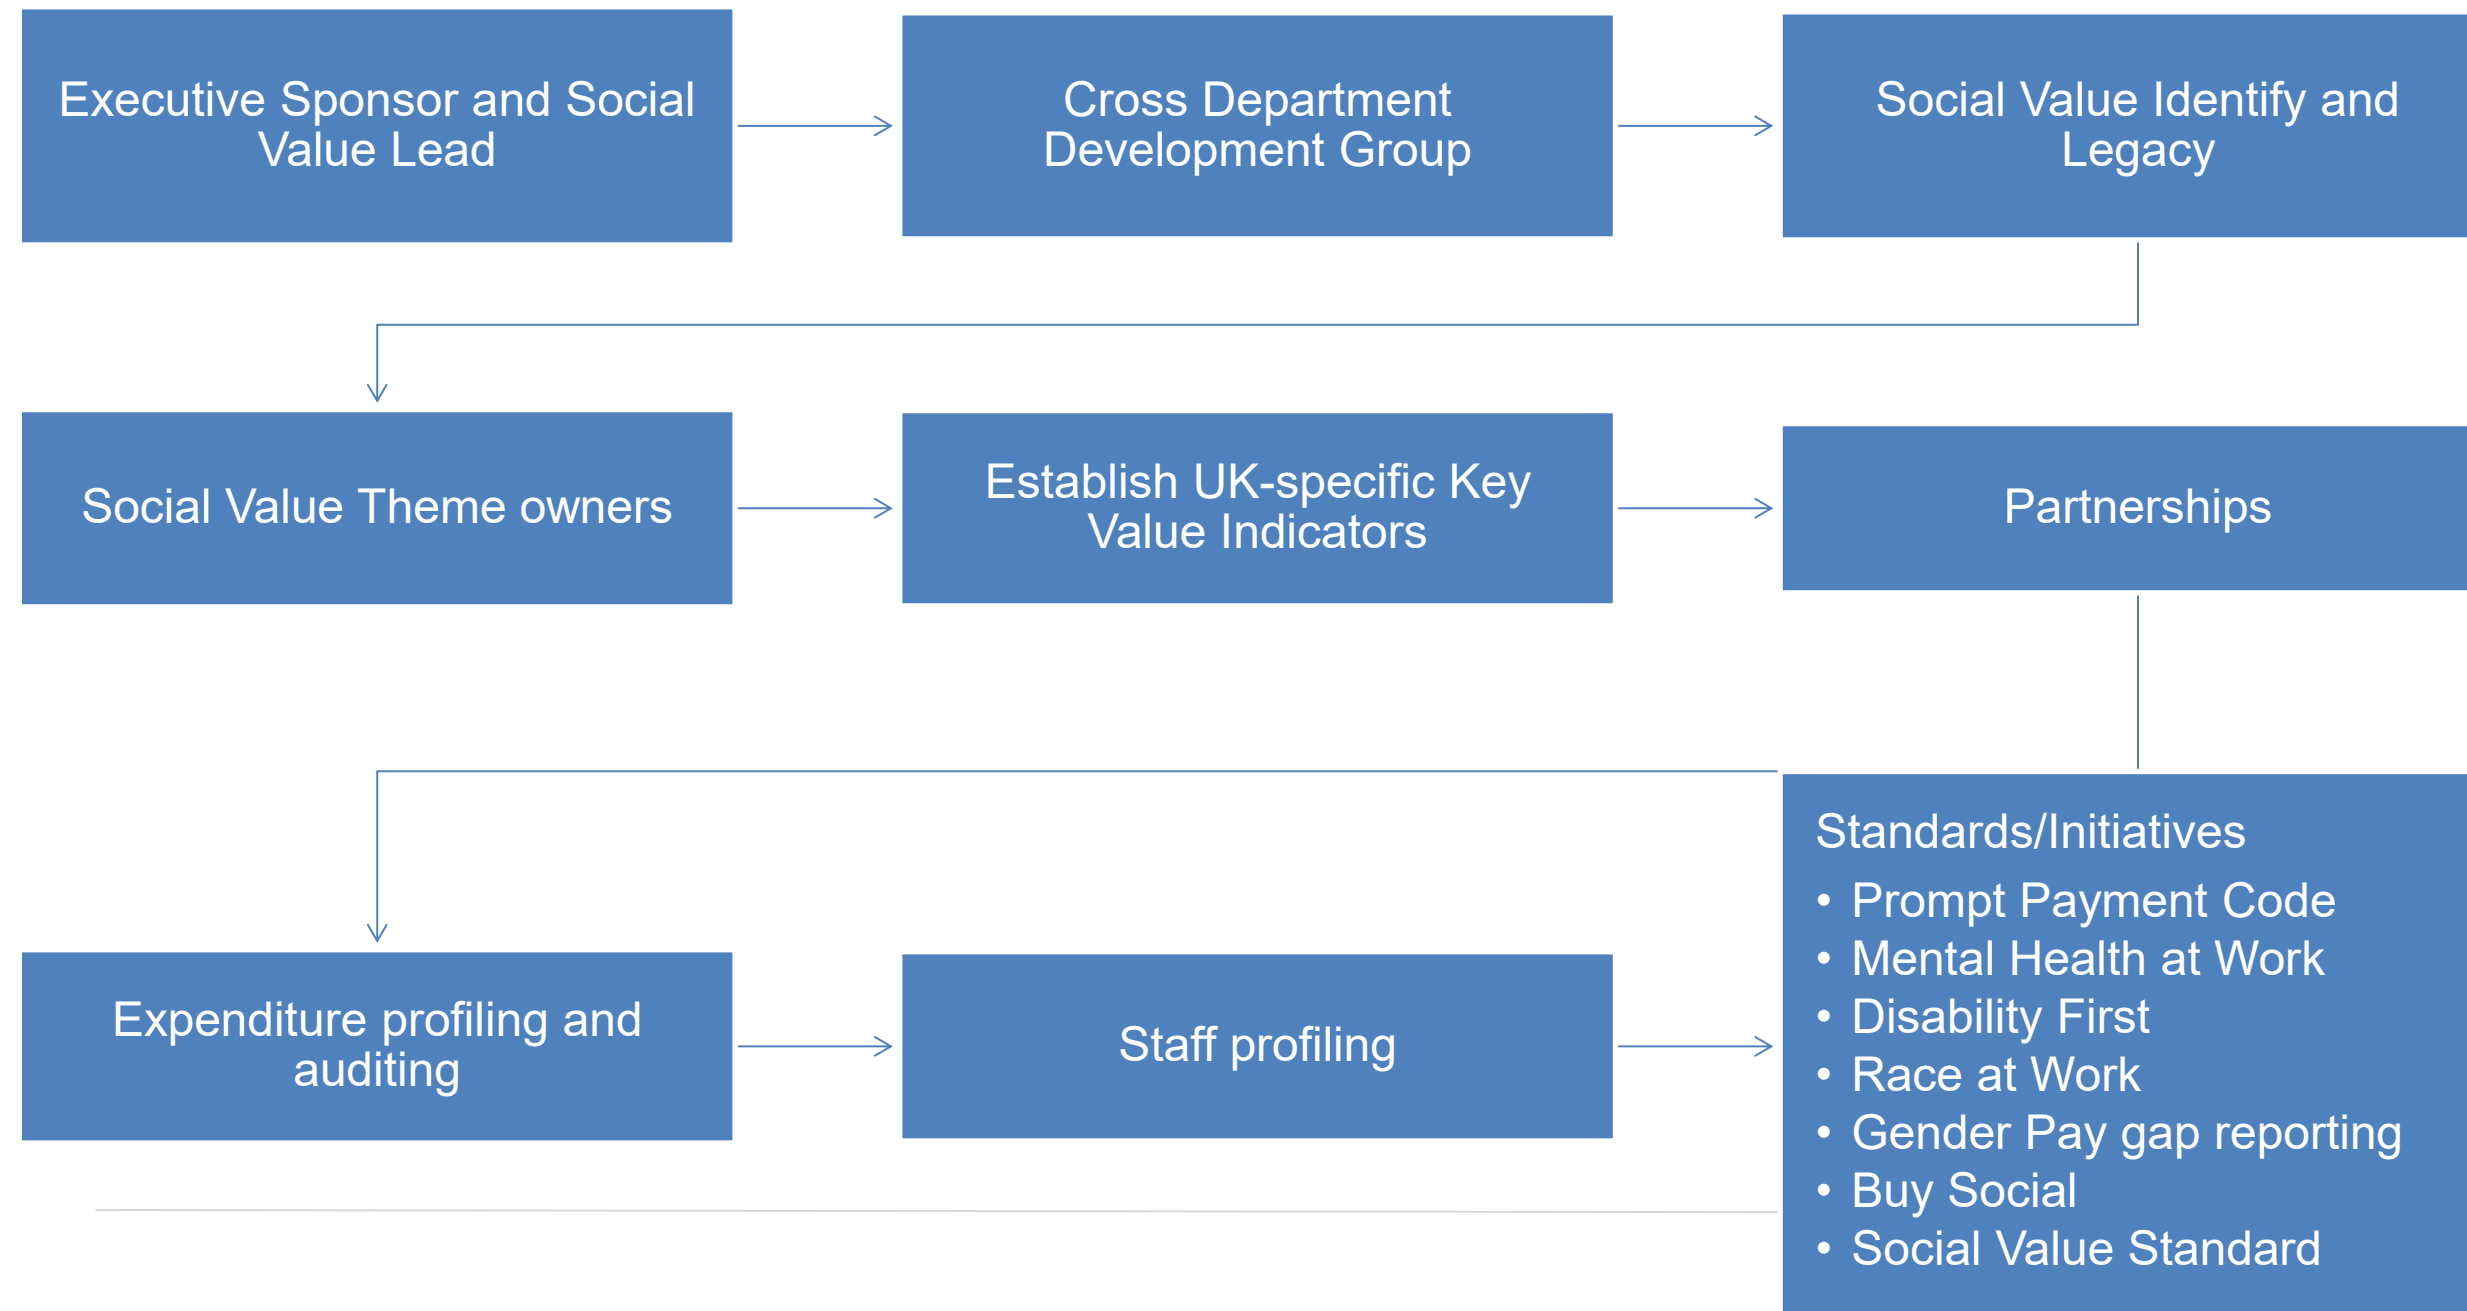 Executive Sponsor and Social
Value Lead
Cross Department
Development Group
Social Value Identify and
Legacy
Social Value Theme owners
Establish UK-specific Key
Value Indicators
Partnerships
Expenditure profiling and
auditing
Staff profiling
Standards/Initiatives
• Prompt Payment Code
• Mental Health at Work
• Disability First
• Race at Work
• Gender Pay gap reporting
• Buy Social
• Social Value Standard